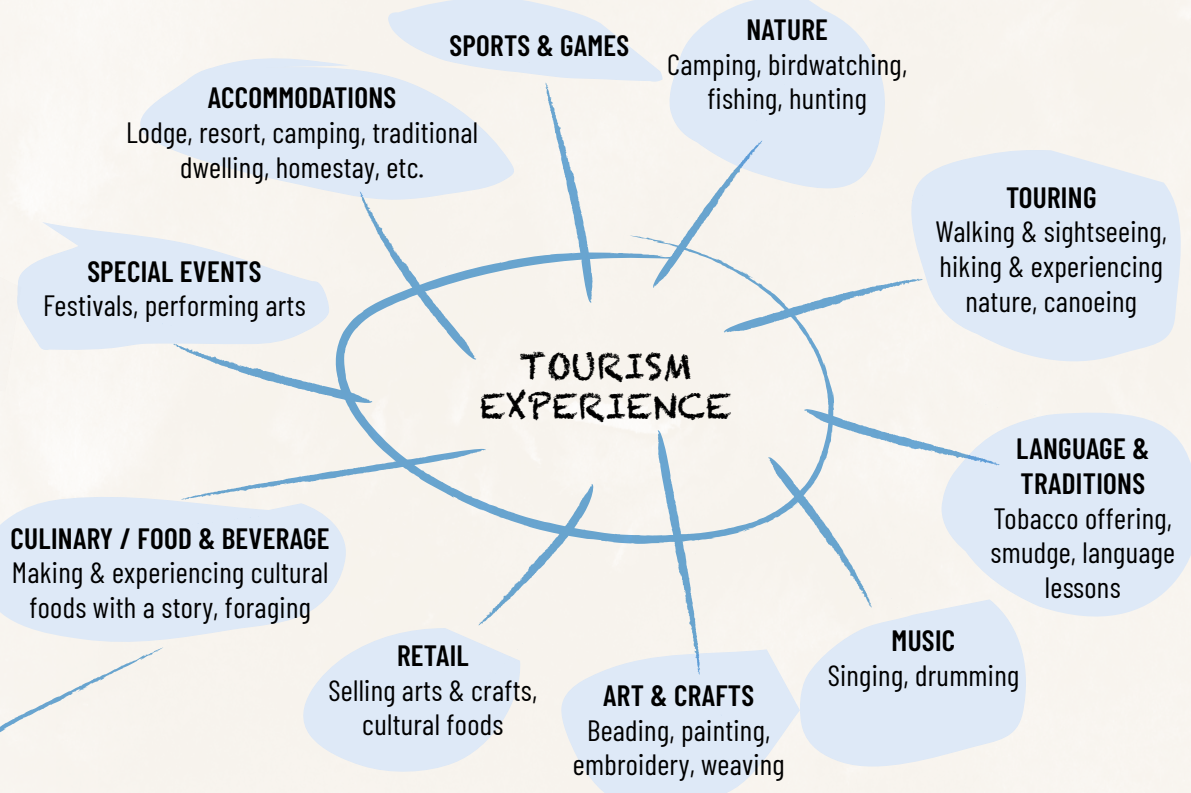 SPORTS & GAMES
NATURE
Camping, birdwatching,
fishing, hunting
ACCOMMODATIONS
Lodge, resort, camping, traditional
dwelling, homestay, etc.
TOURING
Walking & sightseeing,
hiking & experiencing
nature, canoeing
SPECIAL EVENTS
Festivals, performing arts
TOURISM
EXPERIENCE
LANGUAGE &
TRADITIONS
Tobacco offering,
smudge, language
lessons
CULINARY / FOOD & BEVERAGE
Making & experiencing cultural
foods with a story, foraging
MUSIC
Singing, drumming
RETAIL
Selling arts & crafts,
cultural foods
ART & CRAFTS
Beading, painting,
embroidery, weaving